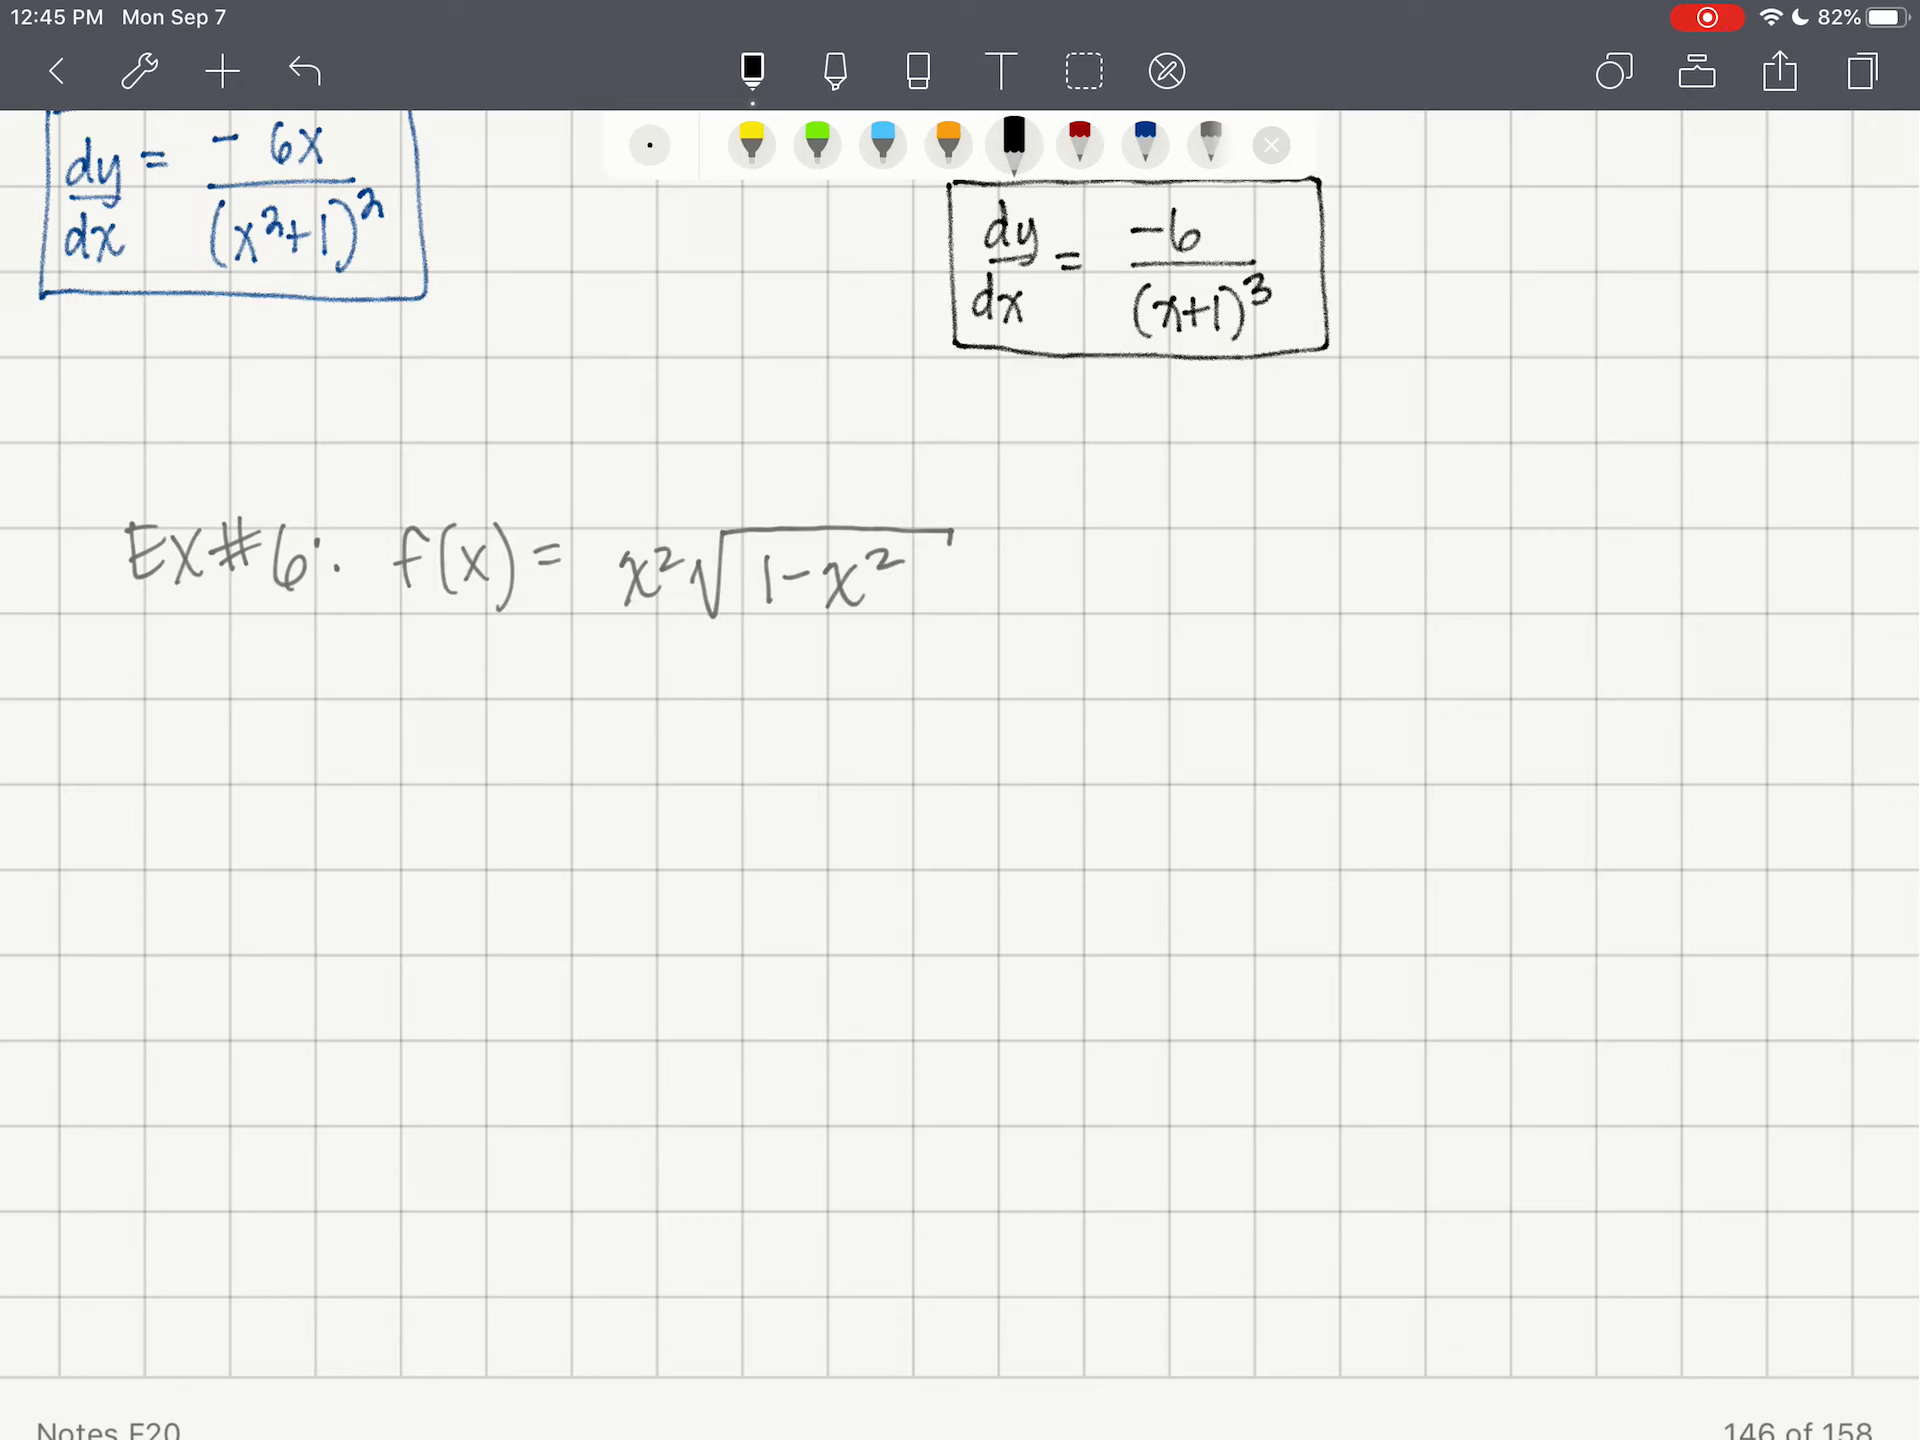 12:45 PM Mon Sep 7
82%
dy/dx = - 6x/(x²+1)²
dy/dx = -6/(x+1)³
EX#6: f(x) = x²√(1-x²)
Notes F20
146 of 158